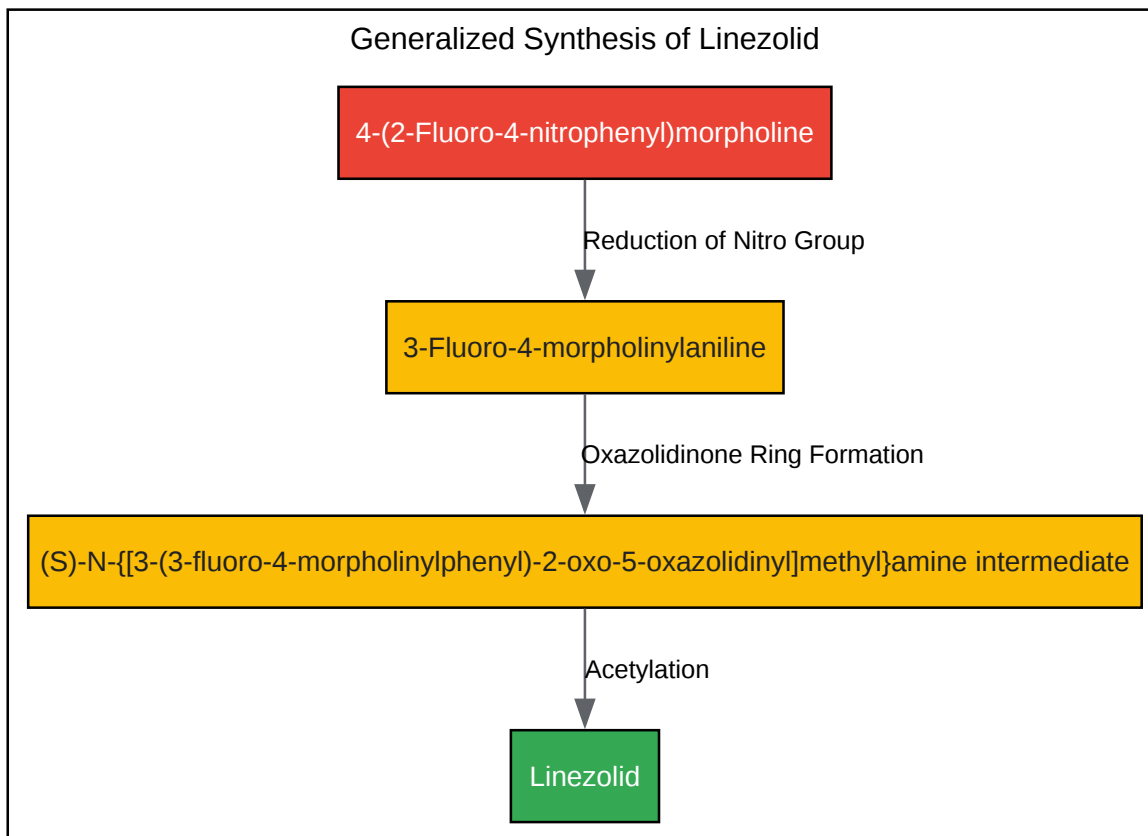 Generalized Synthesis of Linezolid
4-(2-Fluoro-4-nitrophenyl)morpholine
Reduction of Nitro Group
3-Fluoro-4-morpholinylaniline
Oxazolidinone Ring Formation
(S)-N-{[3-(3-fluoro-4-morpholinylphenyl)-2-oxo-5-oxazolidinyl]methyl}amine intermediate
Acetylation
Linezolid